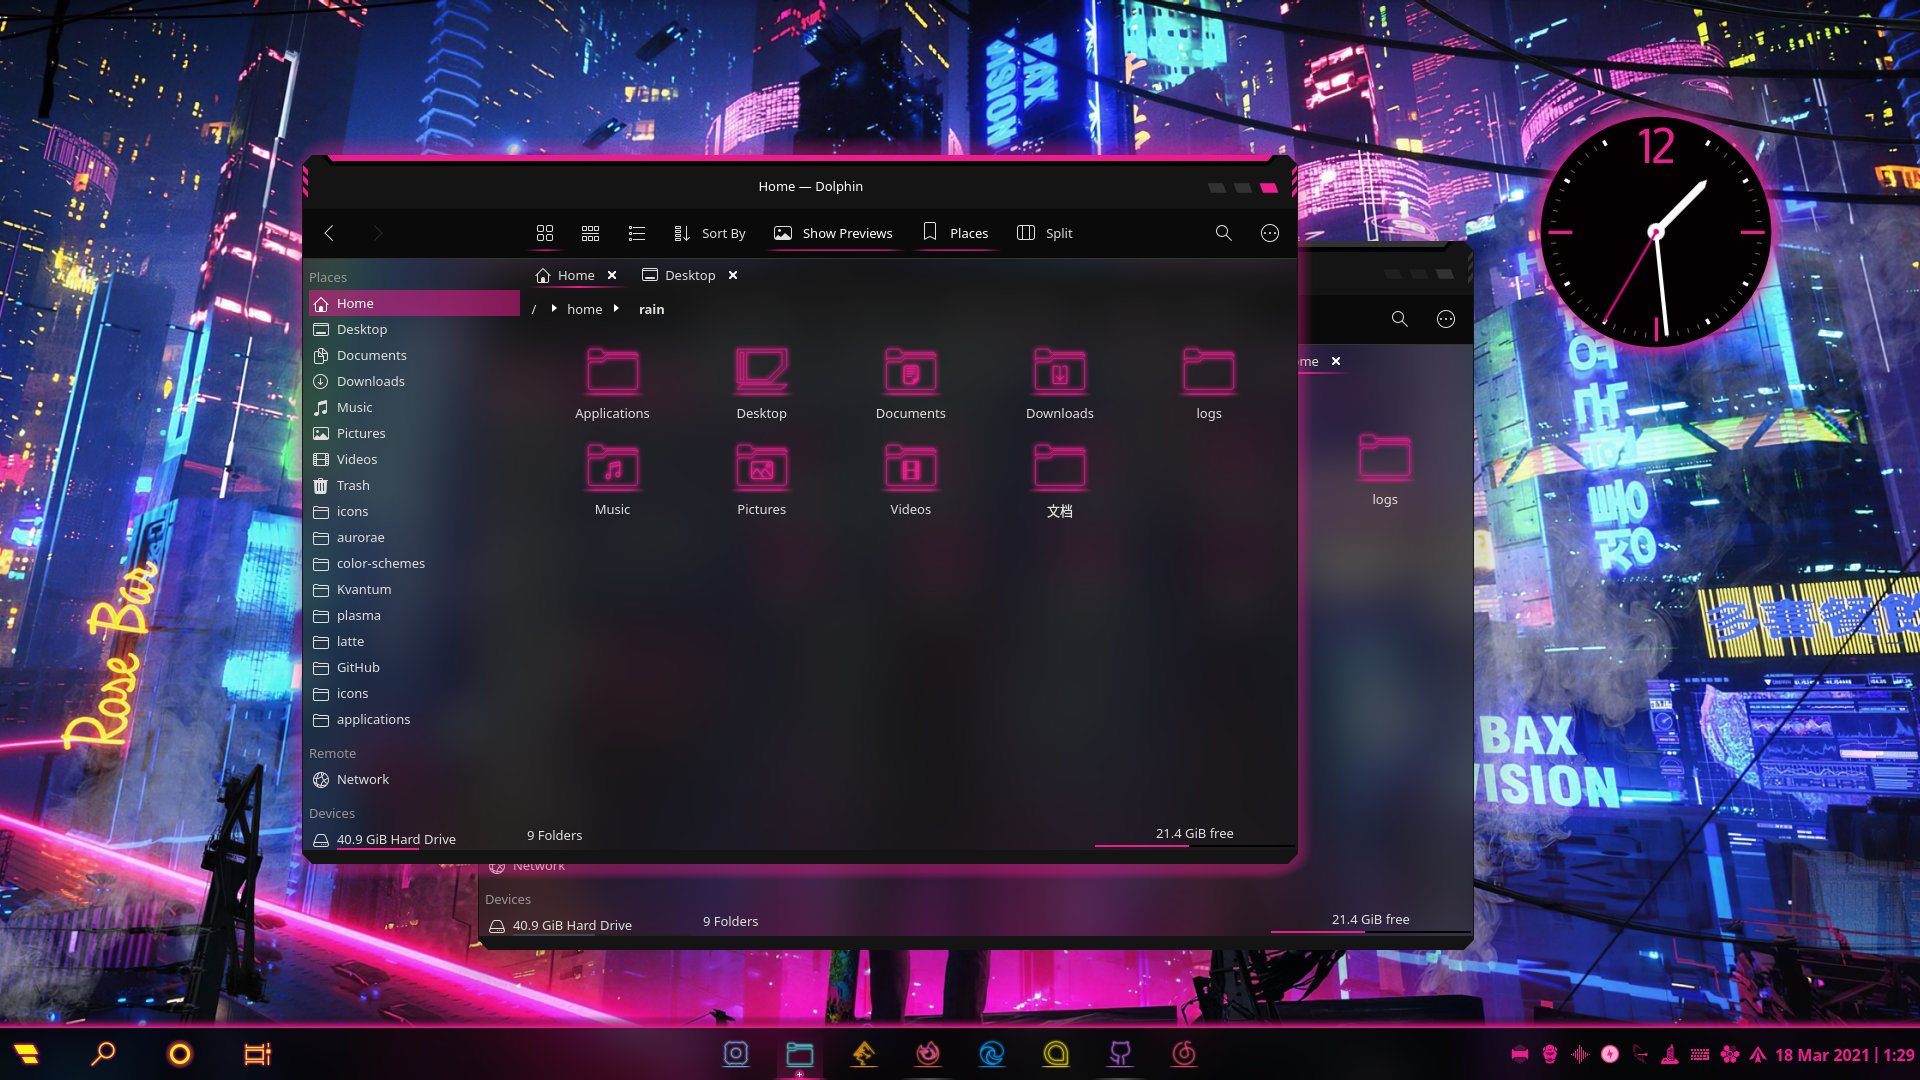 BAX
VISION
12
Home — Dolphin
Sort By
Show Previews
Places
Split
Places
Home
Desktop
Documents
Downloads
Music
Pictures
Videos
Trash
icons
aurorae
color-schemes
Kvantum
plasma
latte
GitHub
icons
applications
Remote
Network
Devices
40.9 GiB Hard Drive
Home
Desktop
/ home rain
Applications
Desktop
Documents
Downloads
logs
Music
Pictures
Videos
文档
9 Folders
21.4 GiB free
logs
Network
Devices
40.9 GiB Hard Drive
9 Folders
21.4 GiB free
Rose Bar
BAX
VISION
18 Mar 2021 | 1:29